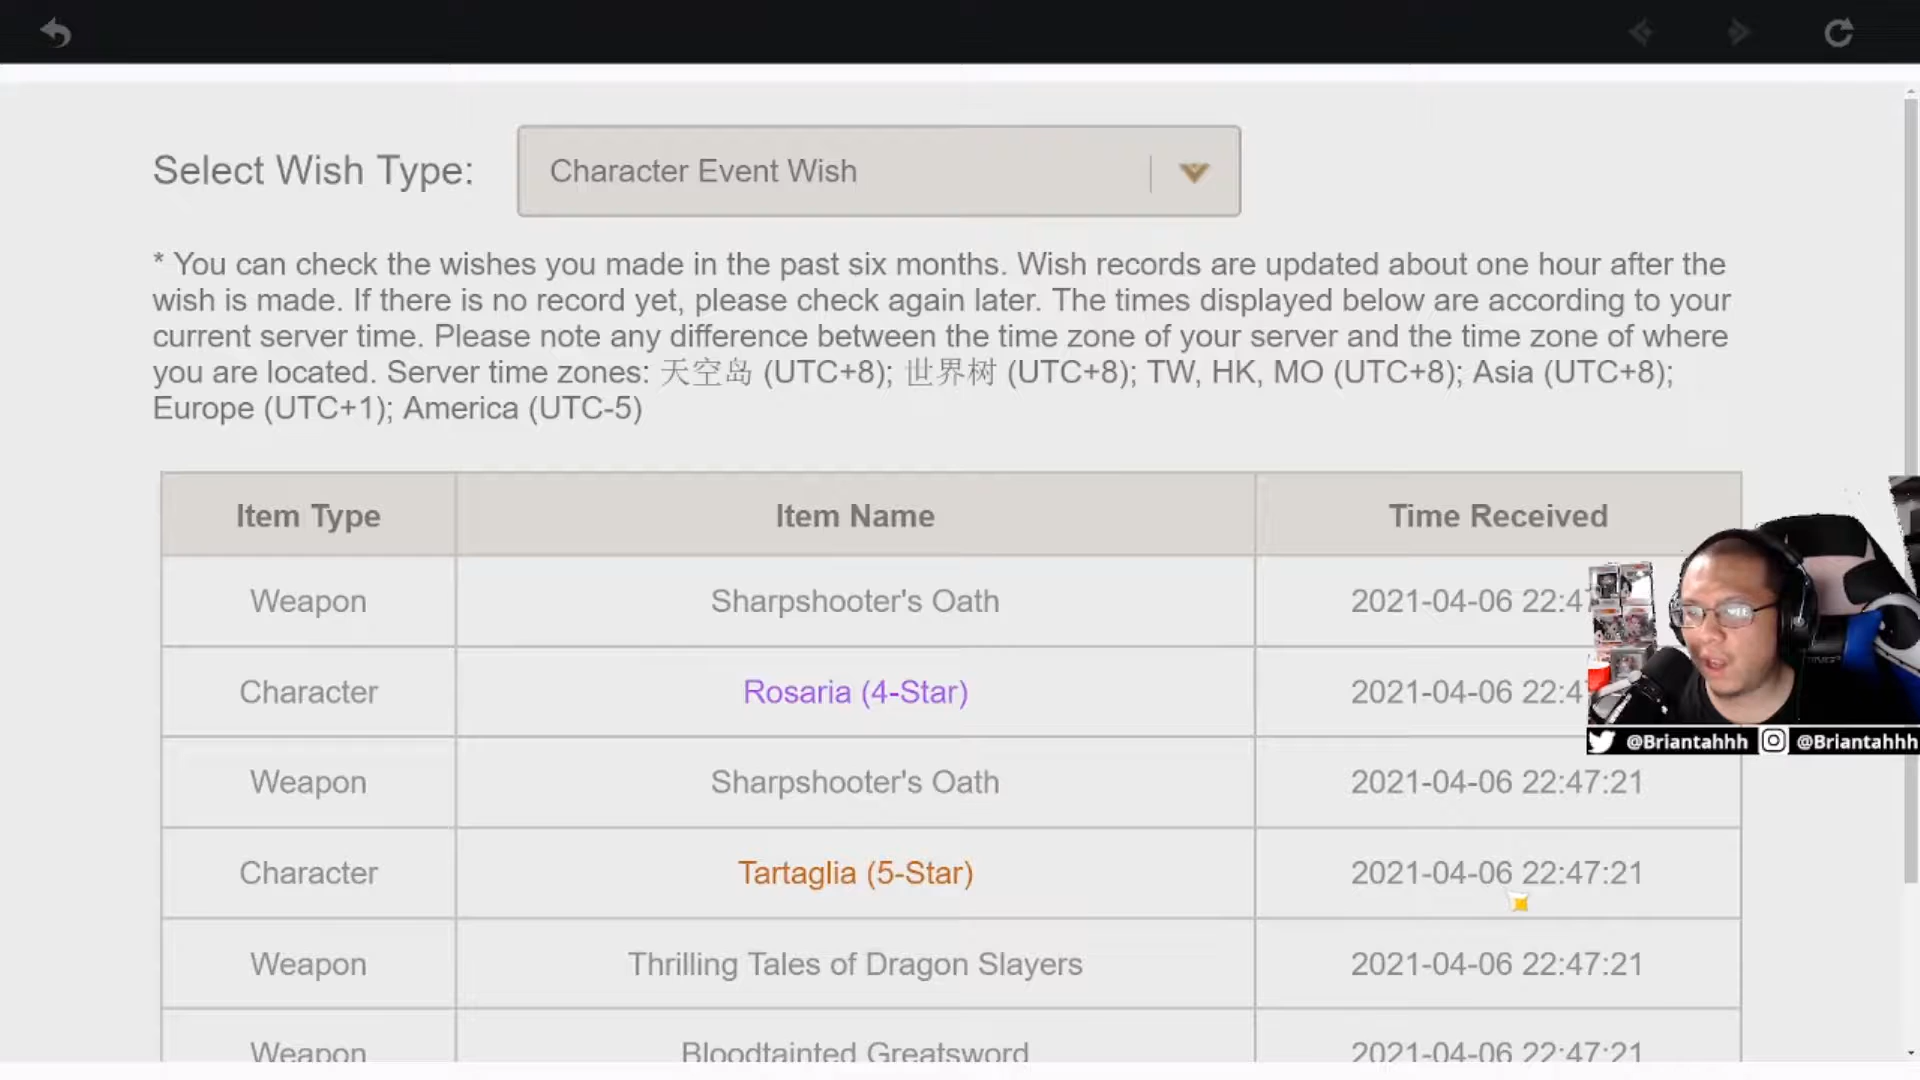 Select Wish Type:
Character Event Wish
* You can check the wishes you made in the past six months. Wish records are updated about one hour after the
wish is made. If there is no record yet, please check again later. The times displayed below are according to your
current server time. Please note any difference between the time zone of your server and the time zone of where
you are located. Server time zones: 天空岛 (UTC+8); 世界树 (UTC+8); TW, HK, MO (UTC+8); Asia (UTC+8);
Europe (UTC+1); America (UTC-5)
Item Type Item Name Time Received
Weapon Sharpshooter's Oath 2021-04-06 22:4
Character Rosaria (4-Star) 2021-04-06 22:4
@Briantahhh @Briantahhh
Weapon Sharpshooter's Oath 2021-04-06 22:47:21
Character Tartaglia (5-Star) 2021-04-06 22:47:21
Weapon Thrilling Tales of Dragon Slayers 2021-04-06 22:47:21
Weapon Bloodtainted Greatsword 2021-04-06 22:47:21